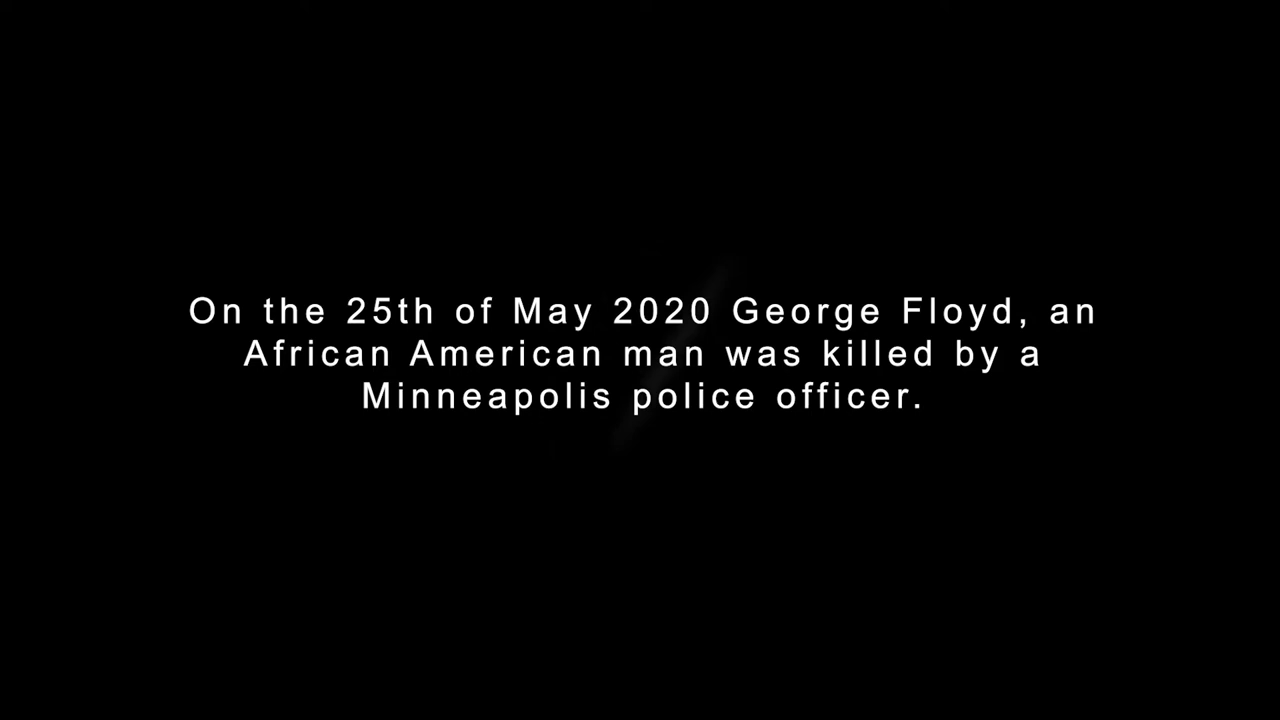 On the 25th of May 2020 George Floyd, an
African American man was killed by a
Minneapolis police officer.